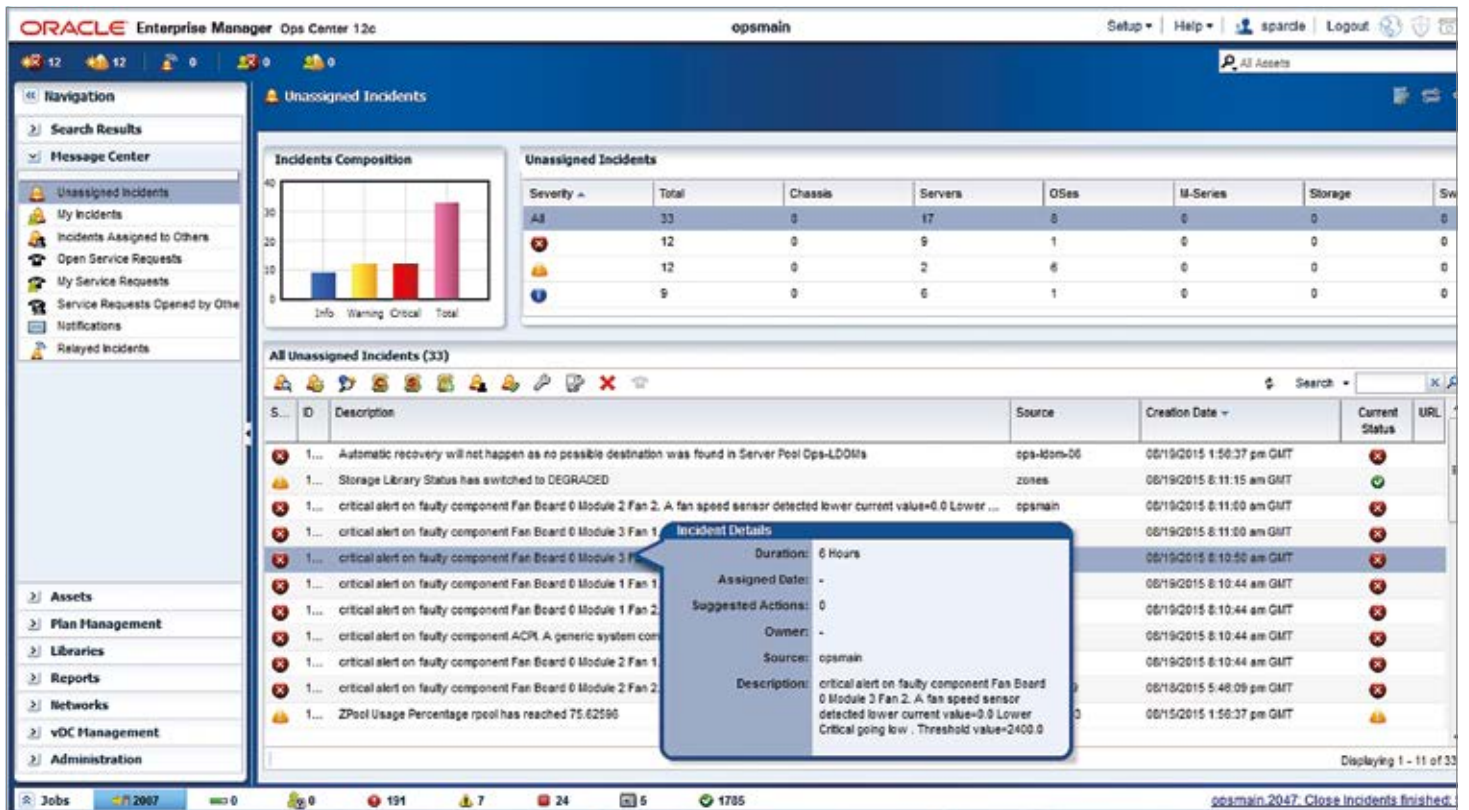 ORACLE Enterprise Manager Ops Center 12c
opsmain
Setup Help sparcle Logout
12 12 0 0 0
All Assets
Navigation
Search Results
Message Center
Unassigned Incidents
My Incidents
Incidents Assigned to Others
Open Service Requests
My Service Requests
Service Requests Opened by Othe
Notifications
Relayed Incidents
Assets
Plan Management
Libraries
Reports
Networks
vDC Management
Administration
Unassigned Incidents
Incidents Composition
40
30
20
10
0
Info Warning Critical Total
Unassigned Incidents
Severity Total Chassis Servers OSes M-Series Storage Sw
All 33 0 17 8 0 0 0
12 0 9 1 0 0 0
12 0 2 6 0 0 0
9 0 6 1 0 0 0
All Unassigned Incidents (33)
Search
S... ID Description Source Creation Date Current Status URL
1... Automatic recovery will not happen as no possible destination was found in Server Pool Ops-LDOMs ops-ldom-06 08/19/2015 1:56:37 pm GMT
1... Storage Library Status has switched to DEGRADED zones 08/19/2015 8:11:15 am GMT
1... critical alert on faulty component Fan Board 0 Module 2 Fan 2. A fan speed sensor detected lower current value=0.0 Lower ... opsmain 08/19/2015 8:11:00 am GMT
1... critical alert on faulty component Fan Board 0 Module 3 Fan 1 08/19/2015 8:11:00 am GMT
1... critical alert on faulty component Fan Board 0 Module 3 08/19/2015 8:10:50 am GMT
1... critical alert on faulty component Fan Board 0 Module 1 Fan 1 08/19/2015 8:10:44 am GMT
1... critical alert on faulty component Fan Board 0 Module 1 Fan 2 08/19/2015 8:10:44 am GMT
1... critical alert on faulty component ACPI. A generic system com 08/19/2015 8:10:44 am GMT
1... critical alert on faulty component Fan Board 0 Module 2 Fan 1 08/19/2015 8:10:44 am GMT
1... critical alert on faulty component Fan Board 0 Module 2 Fan 2 08/18/2015 5:46:09 pm GMT
1... ZPool Usage Percentage rpool has reached 75.62596 08/15/2015 1:56:37 pm GMT
Incident Details
Duration: 6 Hours
Assigned Date: -
Suggested Actions: 0
Owner: -
Source: opsmain
Description: critical alert on faulty component Fan Board
0 Module 3 Fan 2. A fan speed sensor
detected lower current value=0.0 Lower
Critical going low . Threshold value=2400.0
Displaying 1 - 11 of 33
Jobs 2007 0 0 191 7 24 5 1785
opsmain.2047: Close Incidents finished: